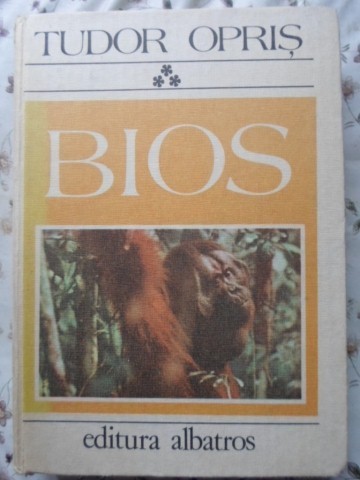 TUDOR OPRIȘ
***
BIOS
editura albatros